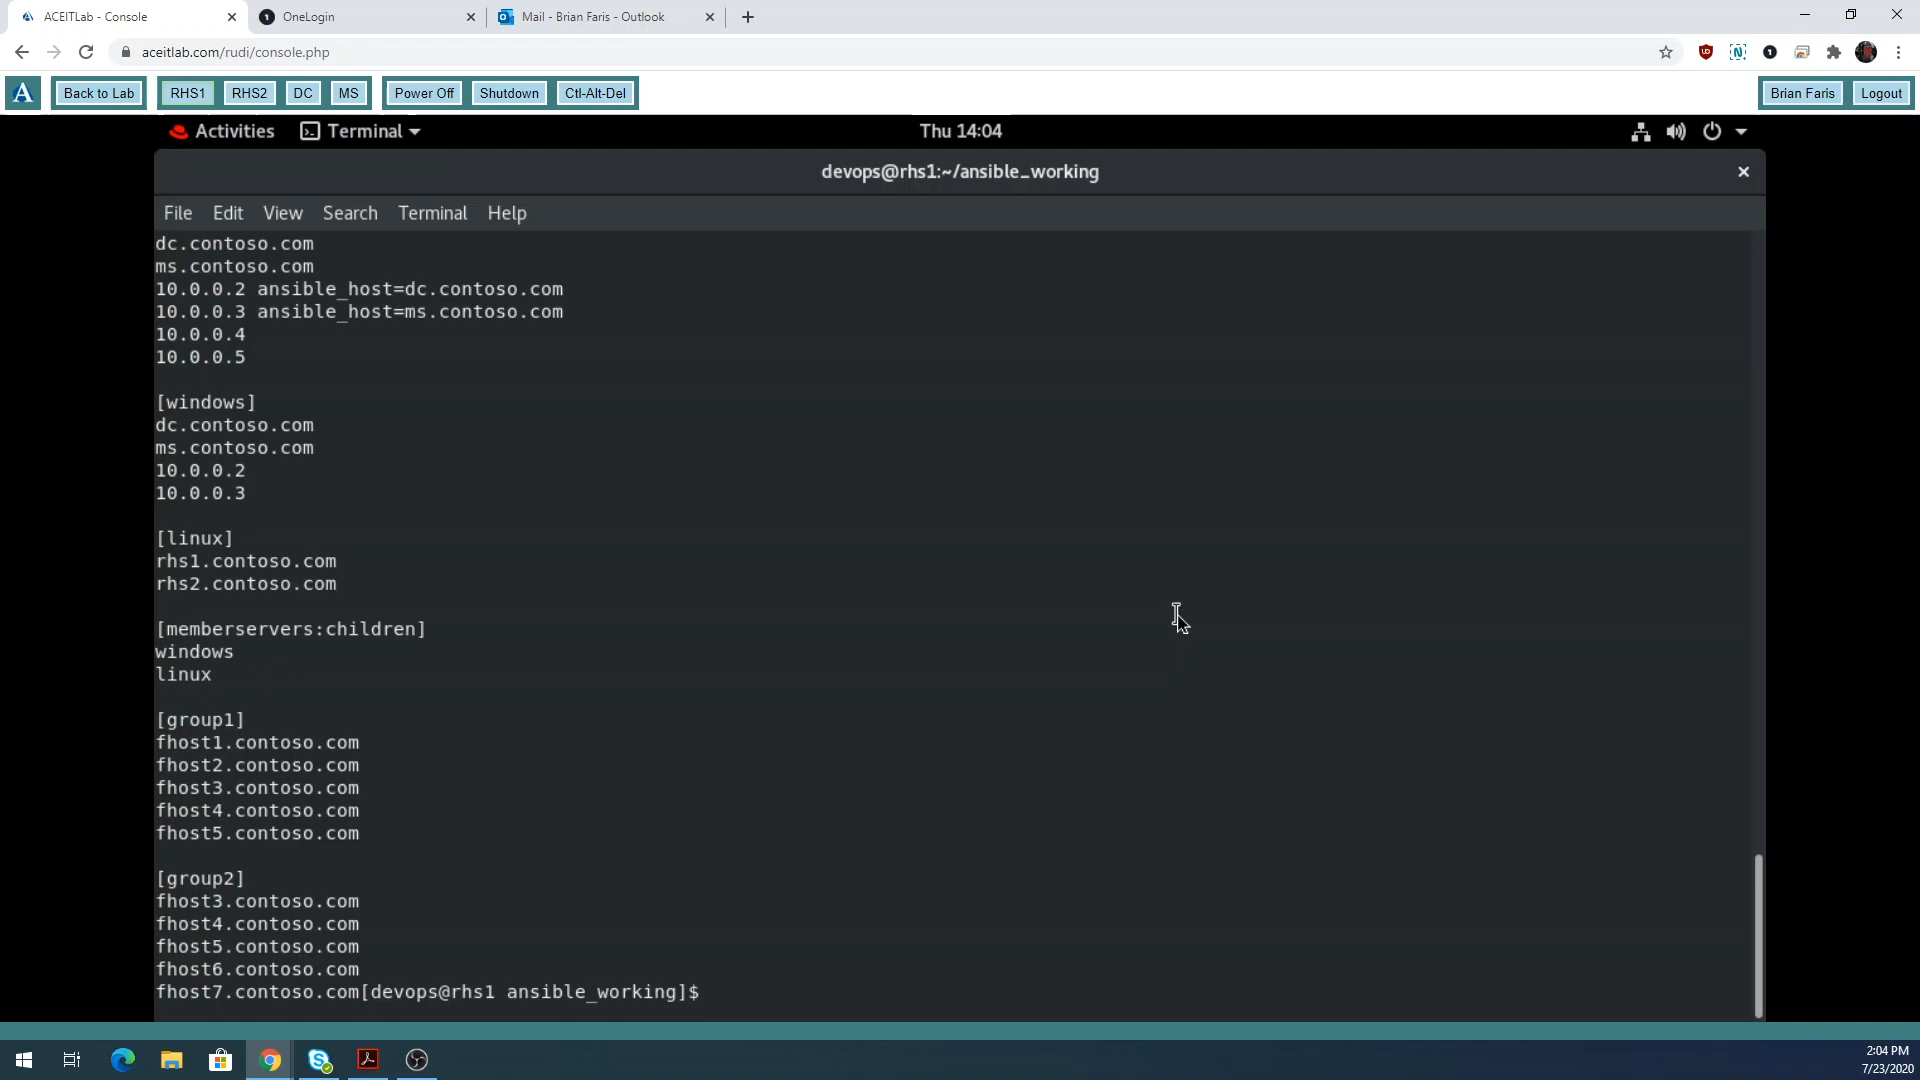 ACEITLab - Console
OneLogin
Mail - Brian Faris - Outlook
aceitlab.com/rudi/console.php
Back to Lab RHS1 RHS2 DC MS Power Off Shutdown Ctl-Alt-Del Brian Faris Logout
Activities Terminal Thu 14:04
devops@rhs1:~/ansible_working
File Edit View Search Terminal Help
dc.contoso.com
ms.contoso.com
10.0.0.2 ansible_host=dc.contoso.com
10.0.0.3 ansible_host=ms.contoso.com
10.0.0.4
10.0.0.5
[windows]
dc.contoso.com
ms.contoso.com
10.0.0.2
10.0.0.3
[linux]
rhs1.contoso.com
rhs2.contoso.com
[memberservers:children]
windows
linux
[group1]
fhost1.contoso.com
fhost2.contoso.com
fhost3.contoso.com
fhost4.contoso.com
fhost5.contoso.com
[group2]
fhost3.contoso.com
fhost4.contoso.com
fhost5.contoso.com
fhost6.contoso.com
fhost7.contoso.com[devops@rhs1 ansible_working]$
2:04 PM
7/23/2020